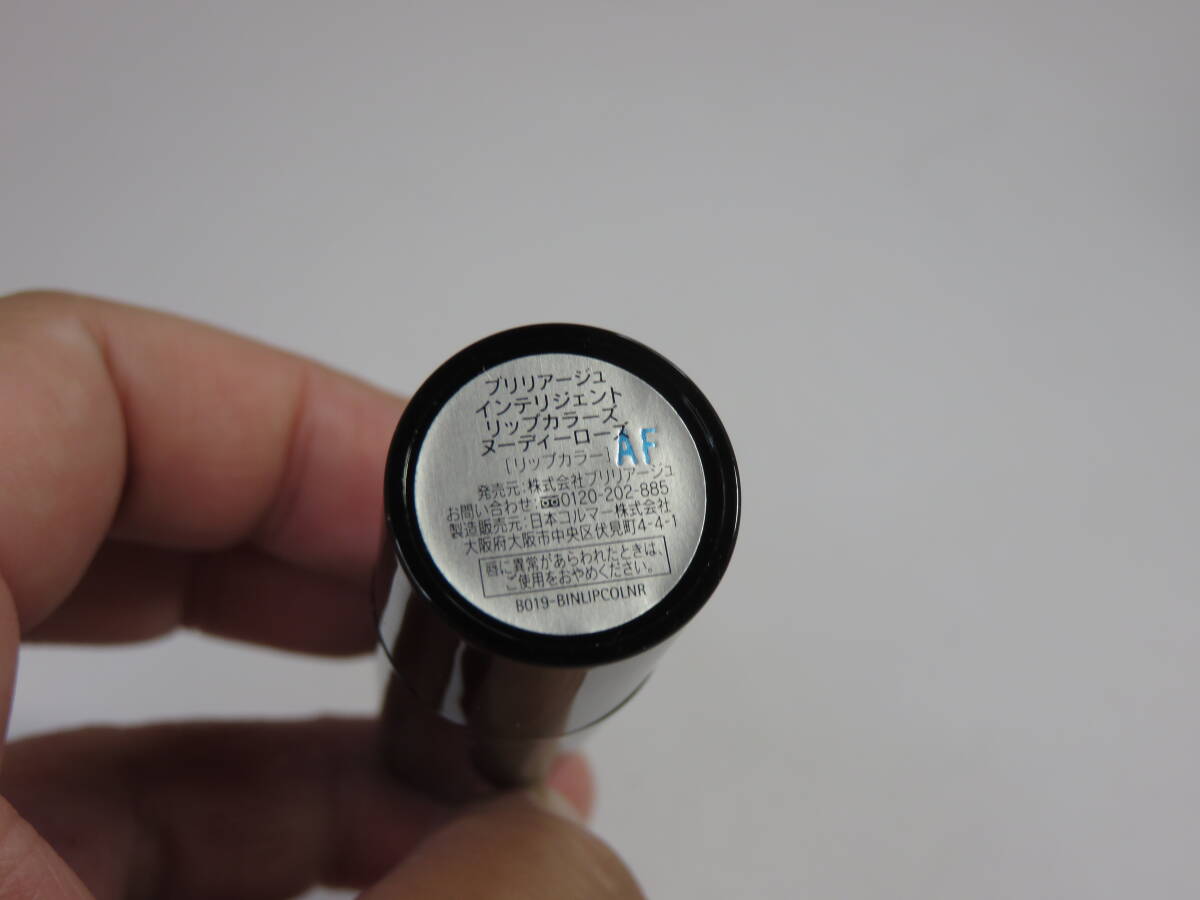 ブリリアージュ
インテリジェント
リップカラーズ
ヌーディーローズ
[リップカラー] AF
発売元:株式会社ブリリアージュ
お問い合わせ:0120-202-885
製造販売元:日本コルマー株式会社
大阪府大阪市中央区伏見町4-4-1
唇に異常があらわれたときは、
ご使用をおやめください。
B019-BINLIPCOLNR